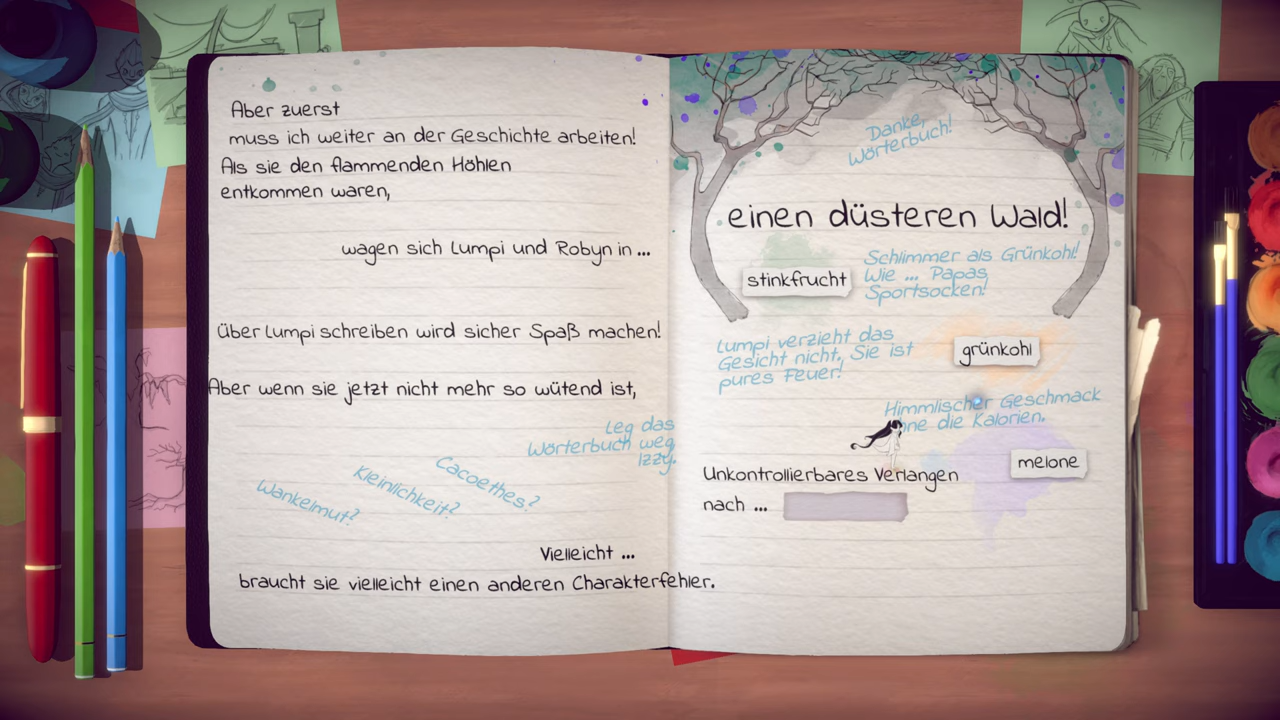 Aber zuerst
muss ich weiter an der Geschichte arbeiten!
Als sie den flammenden Höhlen
entkommen waren,
wagen sich Lumpi und Robyn in ...
Über Lumpi schreiben wird sicher Spaß machen!
Aber wenn sie jetzt nicht mehr so wütend ist,
Leg das
Wörterbuch weg,
Izzy.
Cacoethes?
Kleinlichkeit?
Wankelmut?
Vielleicht ...
braucht sie vielleicht einen anderen Charakterfehler.
Danke,
Wörterbuch!
einen düsteren Wald!
stinkfrucht
Schlimmer als Grünkohl!
Wie ... Papas
Sportsocken!
Lumpi verzieht das
Gesicht nicht, Sie ist
pures Feuer!
grünkohl
Himmlischer Geschmack
ohne die Kalorien.
melone
Unkontrollierbares Verlangen
nach ...